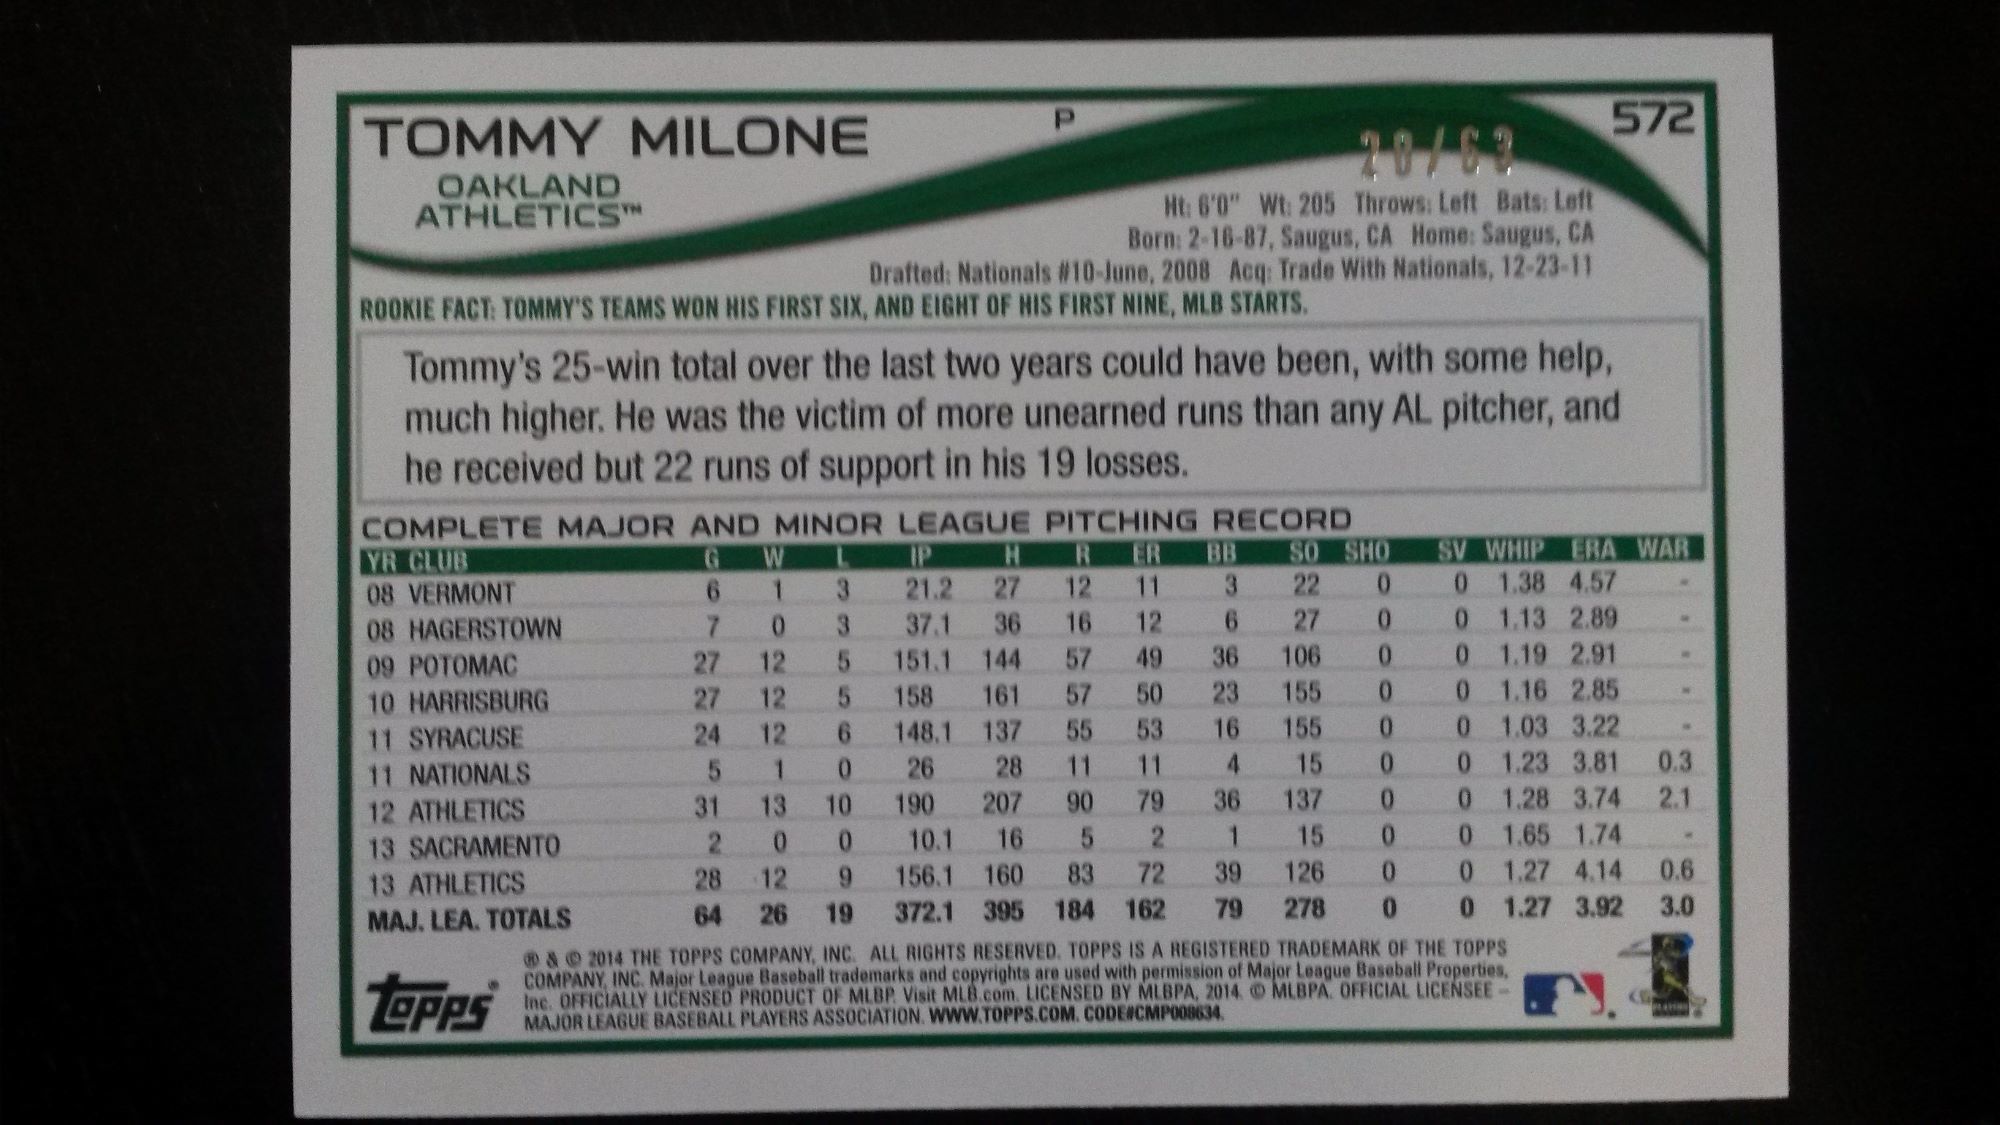 TOMMY MILONE P 572
20/63
OAKLAND
ATHLETICS™
Ht: 6'0" Wt: 205 Throws: Left Bats: Left
Born: 2-16-87, Saugus, CA Home: Saugus, CA
Drafted: Nationals #10-June, 2008 Acq: Trade With Nationals, 12-23-11
ROOKIE FACT: TOMMY'S TEAMS WON HIS FIRST SIX, AND EIGHT OF HIS FIRST NINE, MLB STARTS.
Tommy's 25-win total over the last two years could have been, with some help,
much higher. He was the victim of more unearned runs than any AL pitcher, and
he received but 22 runs of support in his 19 losses.
COMPLETE MAJOR AND MINOR LEAGUE PITCHING RECORD
YR CLUB G W L IP H R ER BB SO SHO SV WHIP ERA WAR
08 VERMONT 6 1 3 21.2 27 12 11 3 22 0 0 1.38 4.57 -
08 HAGERSTOWN 7 0 3 37.1 36 16 12 6 27 0 0 1.13 2.89 -
09 POTOMAC 27 12 5 151.1 144 57 49 36 106 0 0 1.19 2.91 -
10 HARRISBURG 27 12 5 158 161 57 50 23 155 0 0 1.16 2.85 -
11 SYRACUSE 24 12 6 148.1 137 55 53 16 155 0 0 1.03 3.22 -
11 NATIONALS 5 1 0 26 28 11 11 4 15 0 0 1.23 3.81 0.3
12 ATHLETICS 31 13 10 190 207 90 79 36 137 0 0 1.28 3.74 2.1
13 SACRAMENTO 2 0 0 10.1 16 5 2 1 15 0 0 1.65 1.74 -
13 ATHLETICS 28 12 9 156.1 160 83 72 39 126 0 0 1.27 4.14 0.6
MAJ. LEA. TOTALS 64 26 19 372.1 395 184 162 79 278 0 0 1.27 3.92 3.0
® & © 2014 THE TOPPS COMPANY, INC. ALL RIGHTS RESERVED. TOPPS IS A REGISTERED TRADEMARK OF THE TOPPS
COMPANY, INC. Major League Baseball trademarks and copyrights are used with permission of Major League Baseball Properties,
Inc. OFFICIALLY LICENSED PRODUCT OF MLBP. Visit MLB.com. LICENSED BY MLBPA, 2014. © MLBPA. OFFICIAL LICENSEE –
MAJOR LEAGUE BASEBALL PLAYERS ASSOCIATION. WWW.TOPPS.COM. CODE#CMP008634.
Topps®